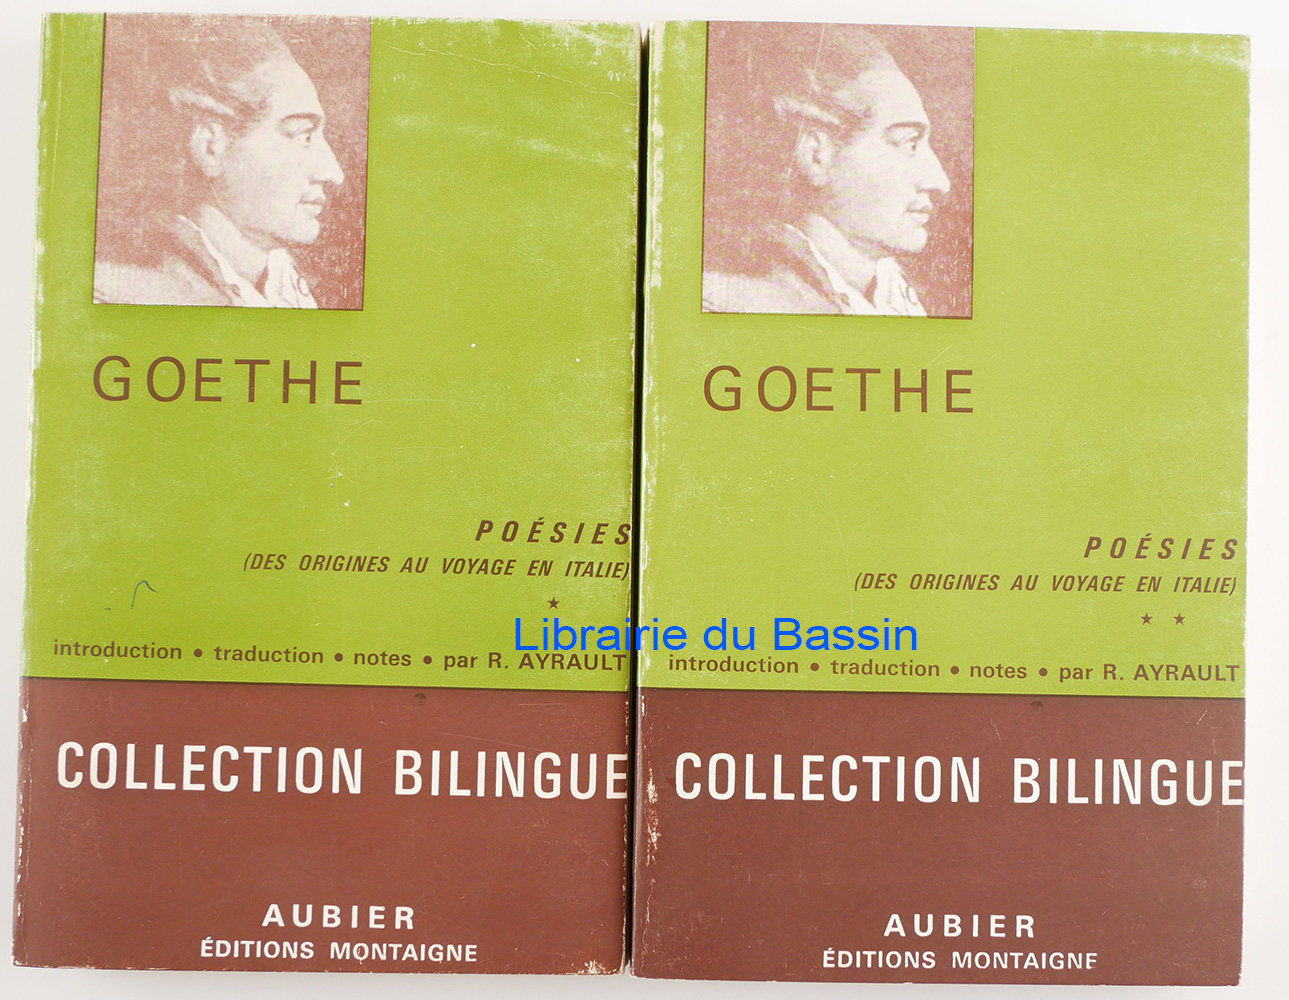 GOETHE
POÉSIES
(DES ORIGINES AU VOYAGE EN ITALIE)
★
introduction • traduction • notes • par R. AYRAULT
COLLECTION BILINGUE
AUBIER
ÉDITIONS MONTAIGNE
GOETHE
POÉSIES
(DES ORIGINES AU VOYAGE EN ITALIE)
★ ★
introduction • traduction • notes • par R. AYRAULT
COLLECTION BILINGUE
AUBIER
ÉDITIONS MONTAIGNE
Librairie du Bassin